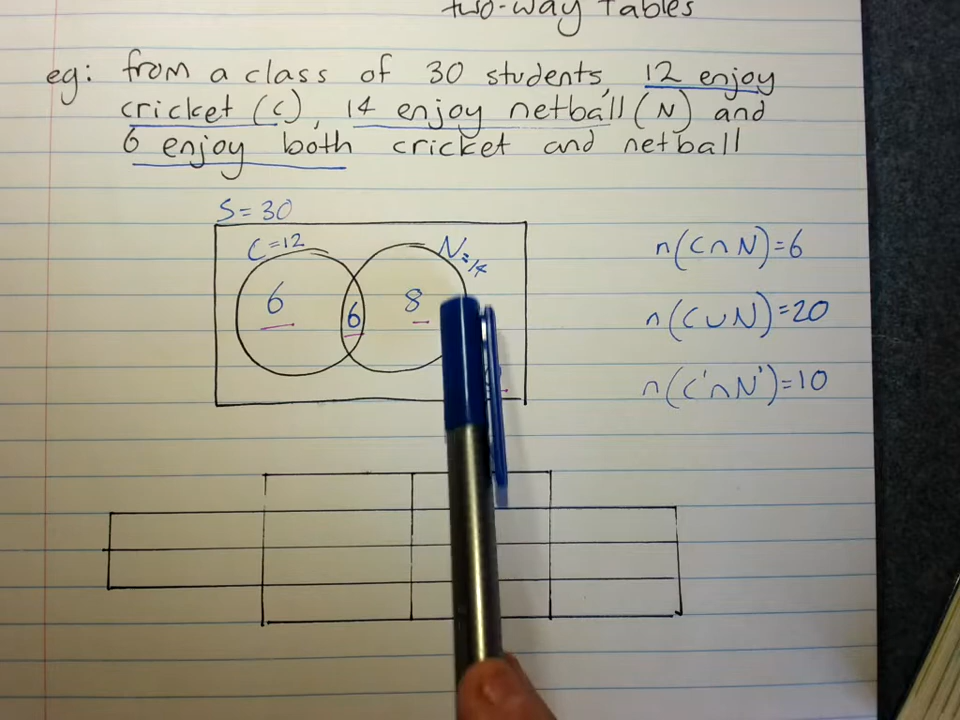 two-way Tables
eg: from a class of 30 students, 12 enjoy
cricket (C), 14 enjoy netball (N) and
6 enjoy both cricket and netball
S = 30
C = 12
N = 14
6
6
8
n(C∩N)=6
n(C∪N)=20
n(C'∩N')=10